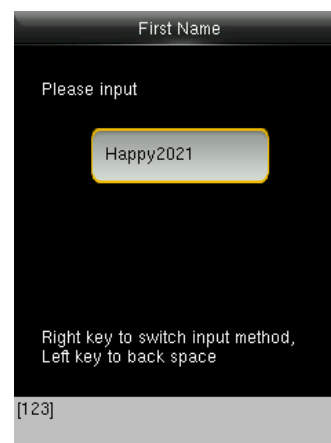 First Name
Please input
Happy2021
Right key to switch input method,
Left key to back space
[123]